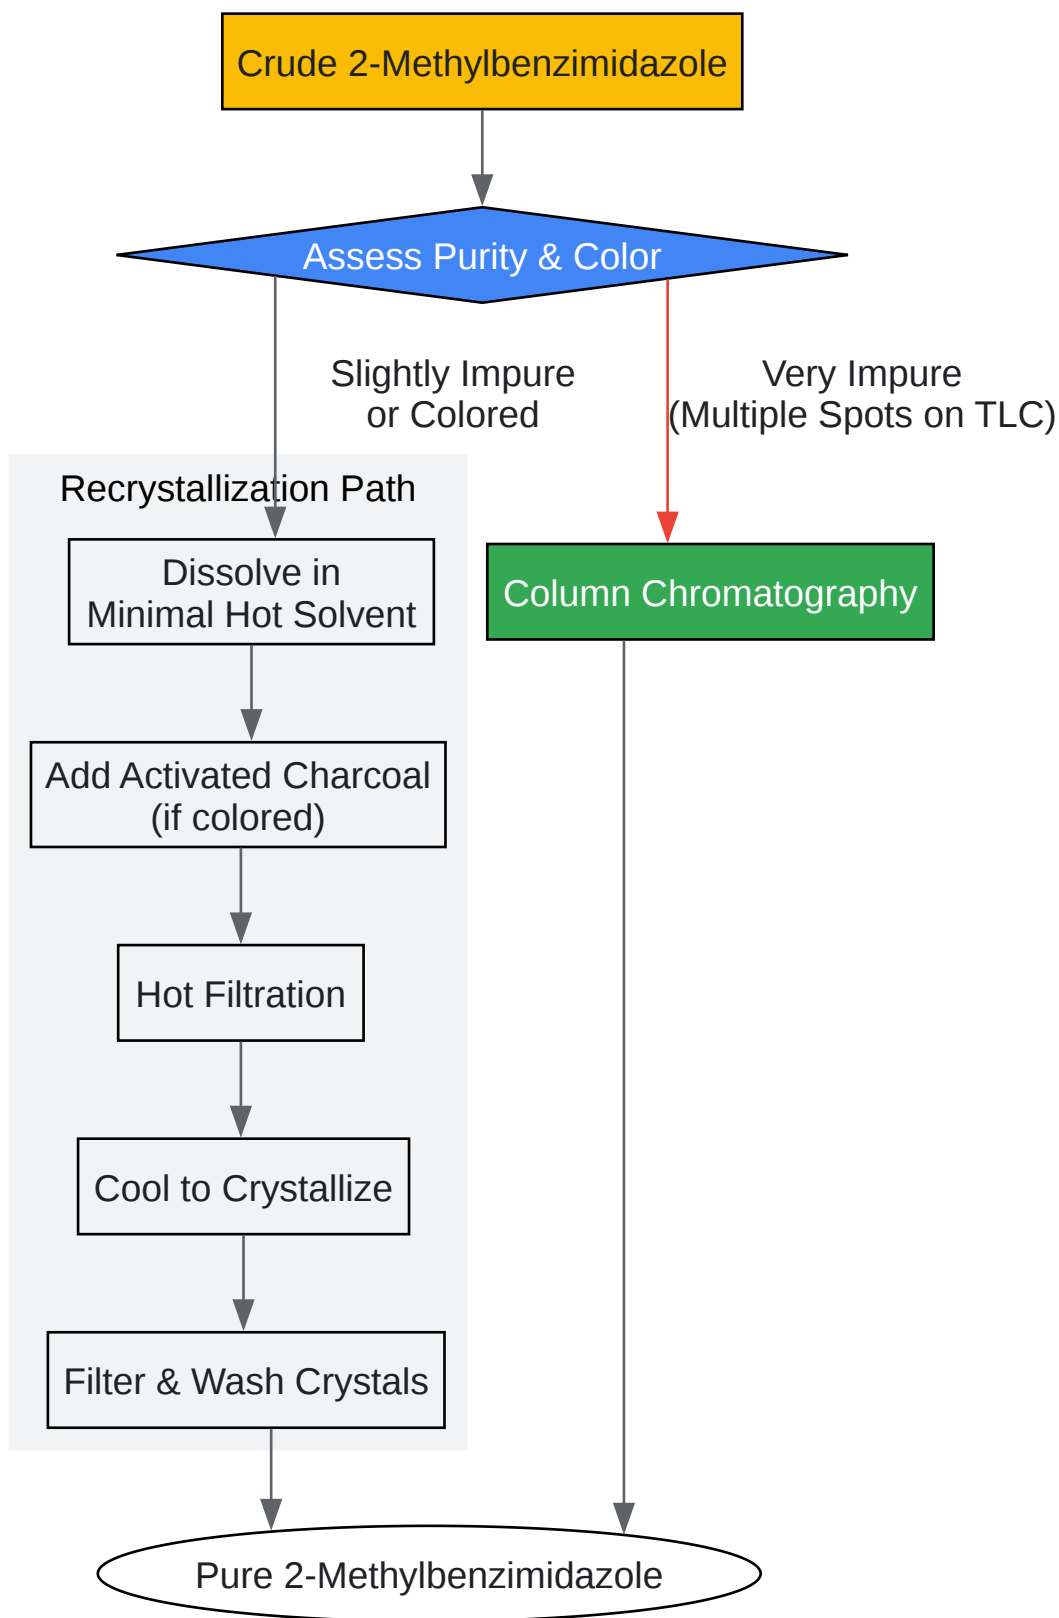 Crude 2-Methylbenzimidazole
Assess Purity & Color
Slightly Impure
or Colored
Very Impure
(Multiple Spots on TLC)
Recrystallization Path
Dissolve in
Minimal Hot Solvent
Column Chromatography
Add Activated Charcoal
(if colored)
Hot Filtration
Cool to Crystallize
Filter & Wash Crystals
Pure 2-Methylbenzimidazole